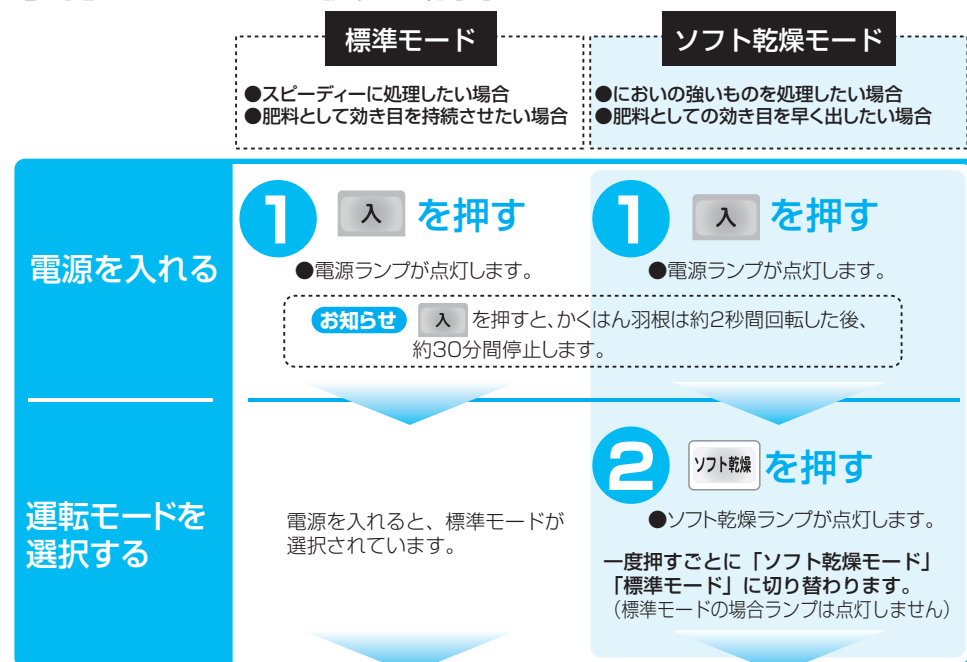 標準モード
●スピーディーに処理したい場合
●肥料として効き目を持続させたい場合
ソフト乾燥モード
●においの強いものを処理したい場合
●肥料としての効き目を早く出したい場合
電源を入れる
1 入 を押す
●電源ランプが点灯します。
1 入 を押す
●電源ランプが点灯します。
お知らせ 入 を押すと、かくはん羽根は約2秒間回転した後、
約30分間停止します。
運転モードを
選択する
電源を入れると、標準モードが
選択されています。
2 ソフト乾燥 を押す
●ソフト乾燥ランプが点灯します。
一度押すごとに「ソフト乾燥モード」
「標準モード」に切り替わります。
（標準モードの場合ランプは点灯しません）